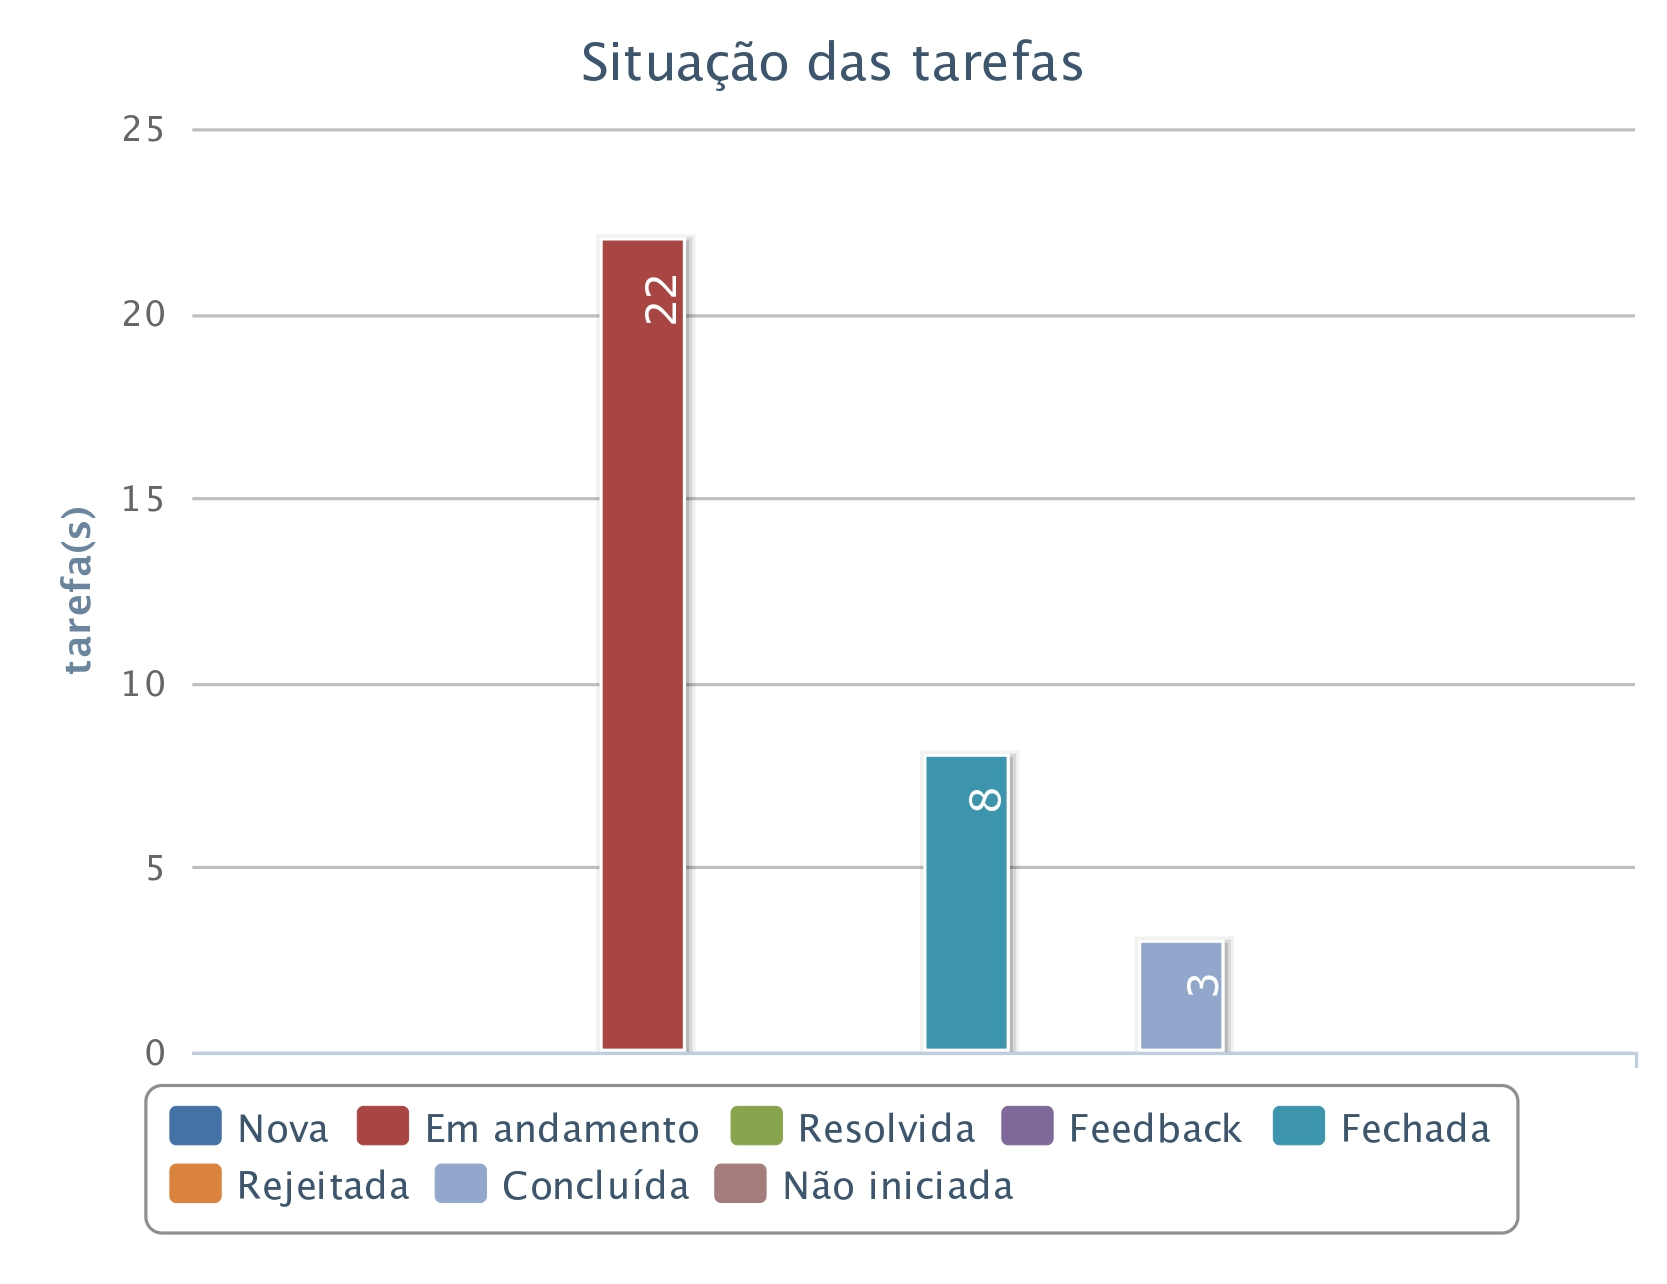 Situação das tarefas
25
20
15
10
5
0
tarefa(s)
22
8
3
Nova Em andamento Resolvida Feedback Fechada
Rejeitada Concluída Não iniciada